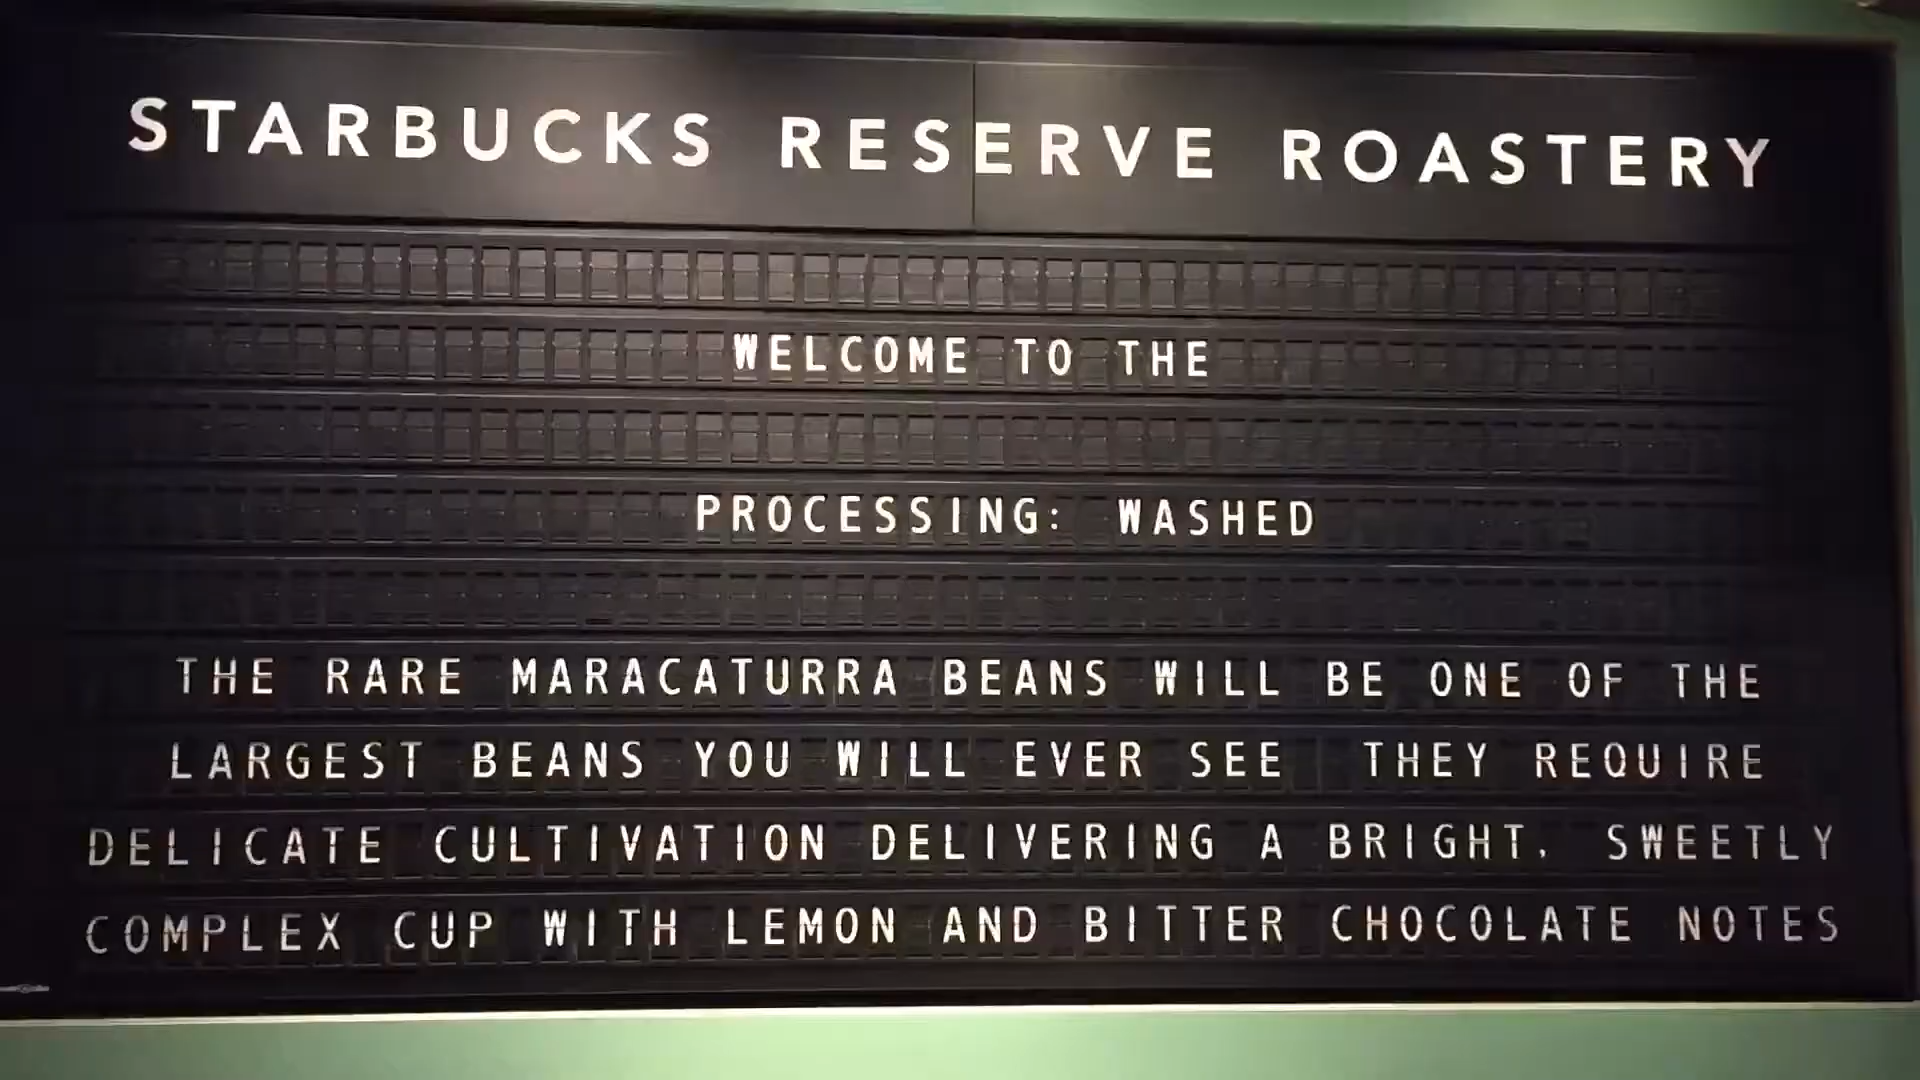 STARBUCKS RESERVE ROASTERY
WELCOME TO THE
PROCESSING: WASHED
THE RARE MARACATURRA BEANS WILL BE ONE OF THE
LARGEST BEANS YOU WILL EVER SEE THEY REQUIRE
DELICATE CULTIVATION DELIVERING A BRIGHT, SWEETLY
COMPLEX CUP WITH LEMON AND BITTER CHOCOLATE NOTES